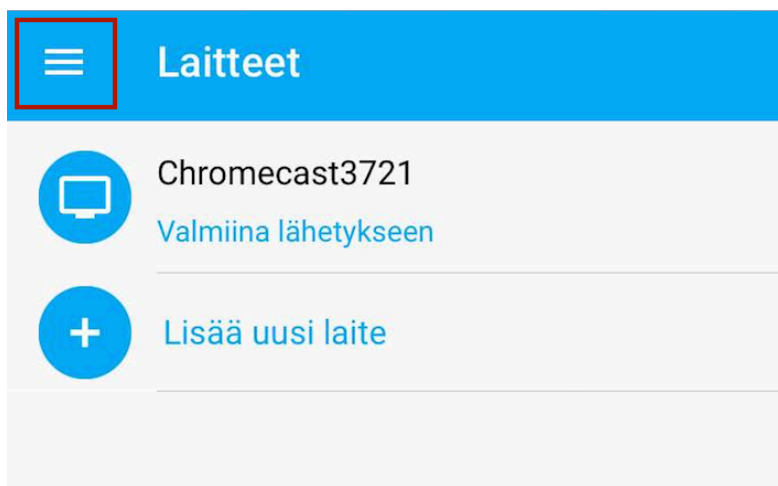 Laitteet
Chromecast3721
Valmiina lähetykseen
Lisää uusi laite